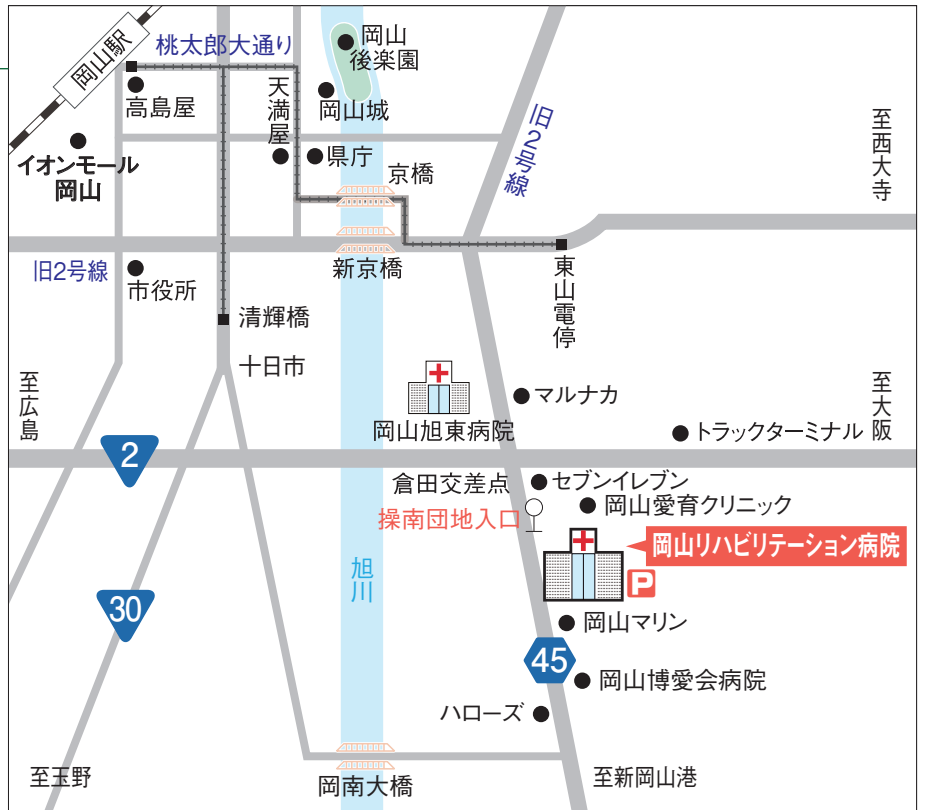 岡山駅
桃太郎大通り
岡山
後楽園
高島屋
天満屋
岡山城
旧2号線
至西大寺
イオンモール
岡山
県庁
京橋
旧2号線
市役所
新京橋
東山電停
清輝橋
十日市
至広島
マルナカ
至大阪
岡山旭東病院
トラックターミナル
2
倉田交差点
セブンイレブン
岡山愛育クリニック
操南団地入口
岡山リハビリテーション病院
P
旭川
30
岡山マリン
45
岡山博愛会病院
ハローズ
至玉野
岡南大橋
至新岡山港